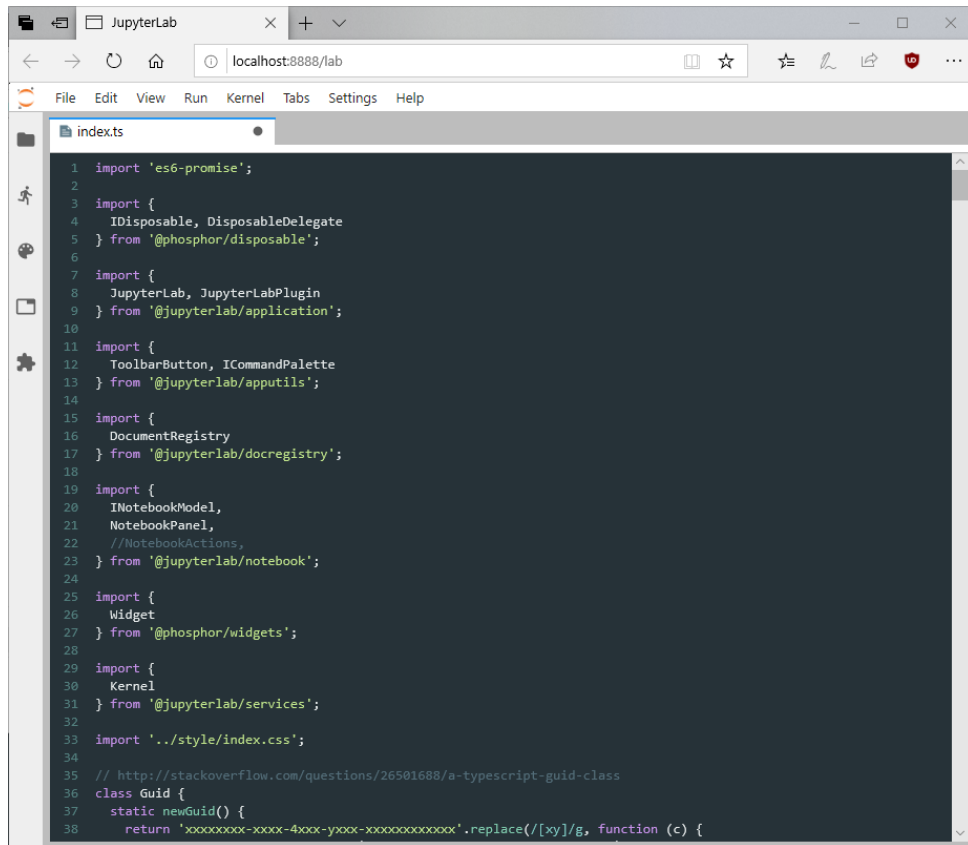 JupyterLab
localhost:8888/lab
File Edit View Run Kernel Tabs Settings Help
index.ts
1 import 'es6-promise';
2
3 import {
4   IDisposable, DisposableDelegate
5 } from '@phosphor/disposable';
6
7 import {
8   JupyterLab, JupyterLabPlugin
9 } from '@jupyterlab/application';
10
11 import {
12   ToolbarButton, ICommandPalette
13 } from '@jupyterlab/apputils';
14
15 import {
16   DocumentRegistry
17 } from '@jupyterlab/docregistry';
18
19 import {
20   INotebookModel,
21   NotebookPanel,
22   //NotebookActions,
23 } from '@jupyterlab/notebook';
24
25 import {
26   Widget
27 } from '@phosphor/widgets';
28
29 import {
30   Kernel
31 } from '@jupyterlab/services';
32
33 import '../style/index.css';
34
35 // http://stackoverflow.com/questions/26501688/a-typescript-guid-class
36 class Guid {
37   static newGuid() {
38     return 'xxxxxxxx-xxxx-4xxx-yxxx-xxxxxxxxxxxx'.replace(/[xy]/g, function (c) {